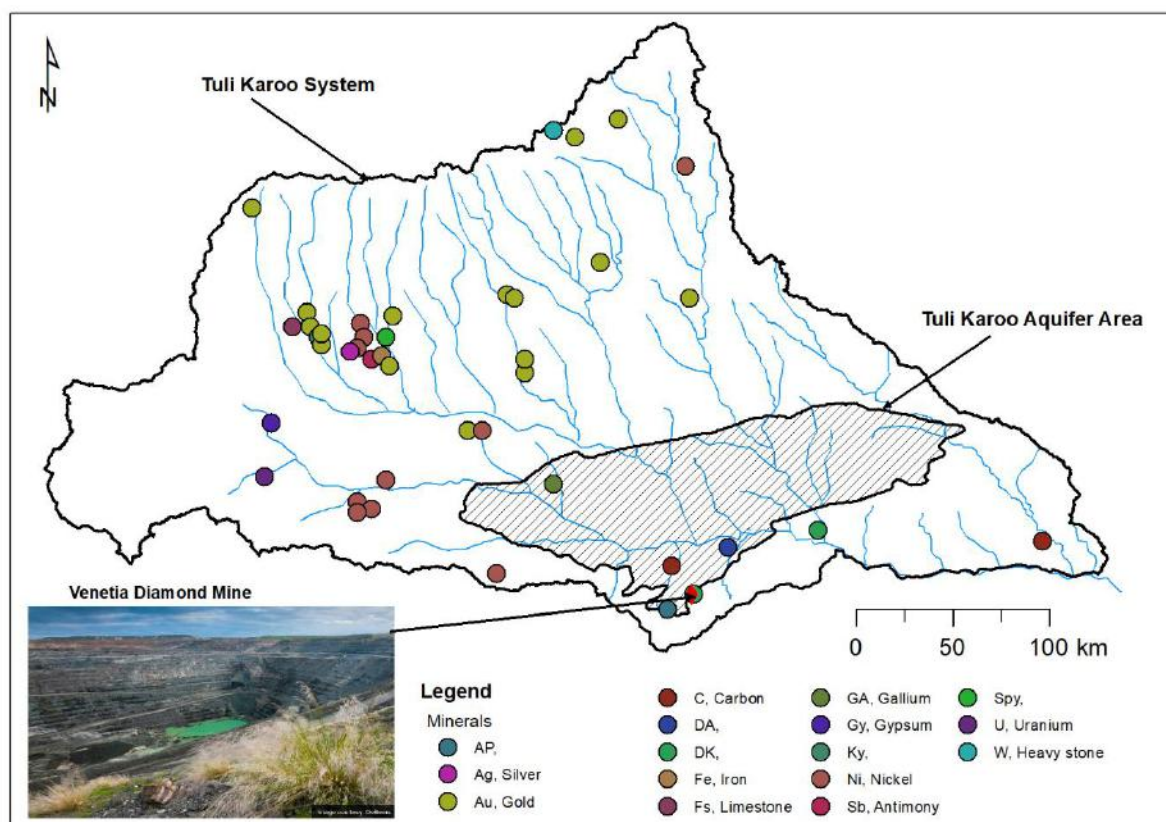 N
Tuli Karoo System
Tuli Karoo Aquifer Area
Venetia Diamond Mine
0 50 100 km
Legend
Minerals
AP,
Ag, Silver
Au, Gold
C, Carbon
DA,
DK,
Fe, Iron
Fs, Limestone
GA, Gallium
Gy, Gypsum
Ky,
Ni, Nickel
Sb, Antimony
Spy,
U, Uranium
W, Heavy stone